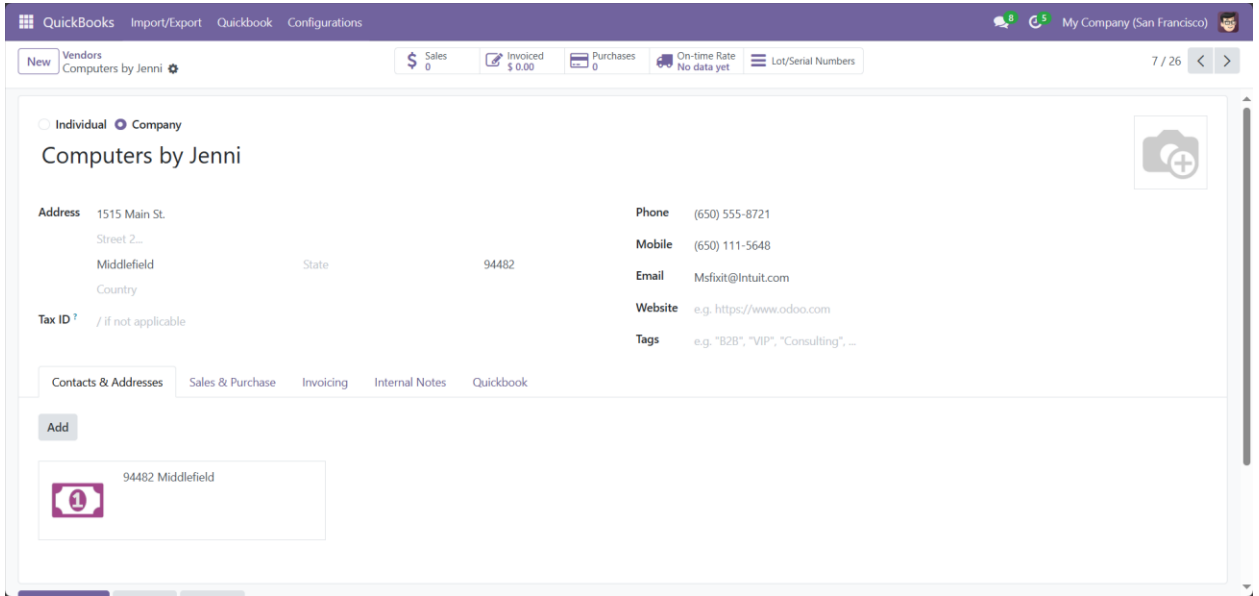 QuickBooks Import/Export Quickbook Configurations 8 5 My Company (San Francisco)
New Vendors
Computers by Jenni
Sales
0
Invoiced
$ 0.00
Purchases
0
On-time Rate
No data yet
Lot/Serial Numbers
7 / 26
Individual Company
Computers by Jenni
Address 1515 Main St.
Street 2...
Middlefield State 94482
Country
Tax ID ? / if not applicable
Phone (650) 555-8721
Mobile (650) 111-5648
Email Msfixit@Intuit.com
Website e.g. https://www.odoo.com
Tags e.g. "B2B", "VIP", "Consulting", ...
Contacts & Addresses Sales & Purchase Invoicing Internal Notes Quickbook
Add
1 94482 Middlefield